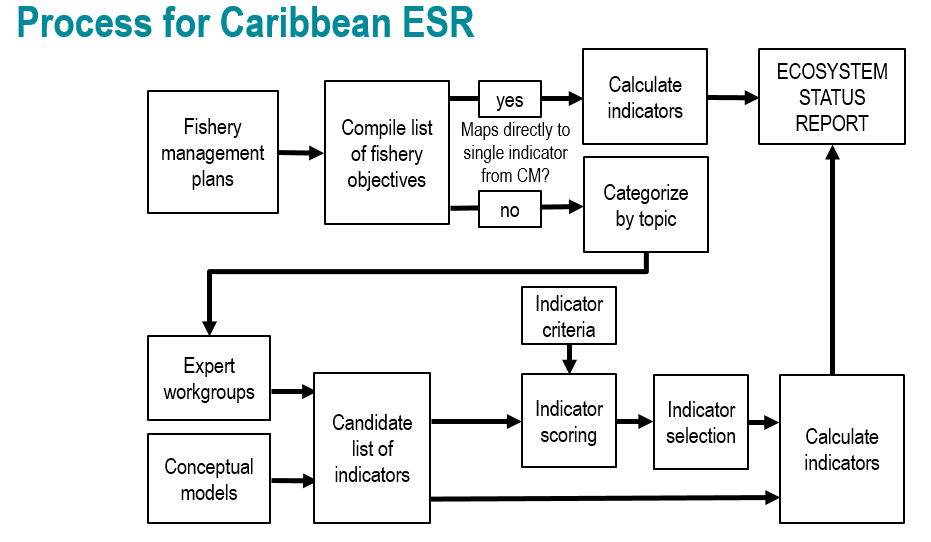 Process for Caribbean ESR
Fishery
management
plans
Compile list
of fishery
objectives
yes
Maps directly to
single indicator
from CM?
no
Calculate
indicators
ECOSYSTEM
STATUS
REPORT
Categorize
by topic
Expert
workgroups
Conceptual
models
Candidate
list of
indicators
Indicator
criteria
Indicator
scoring
Indicator
selection
Calculate
indicators